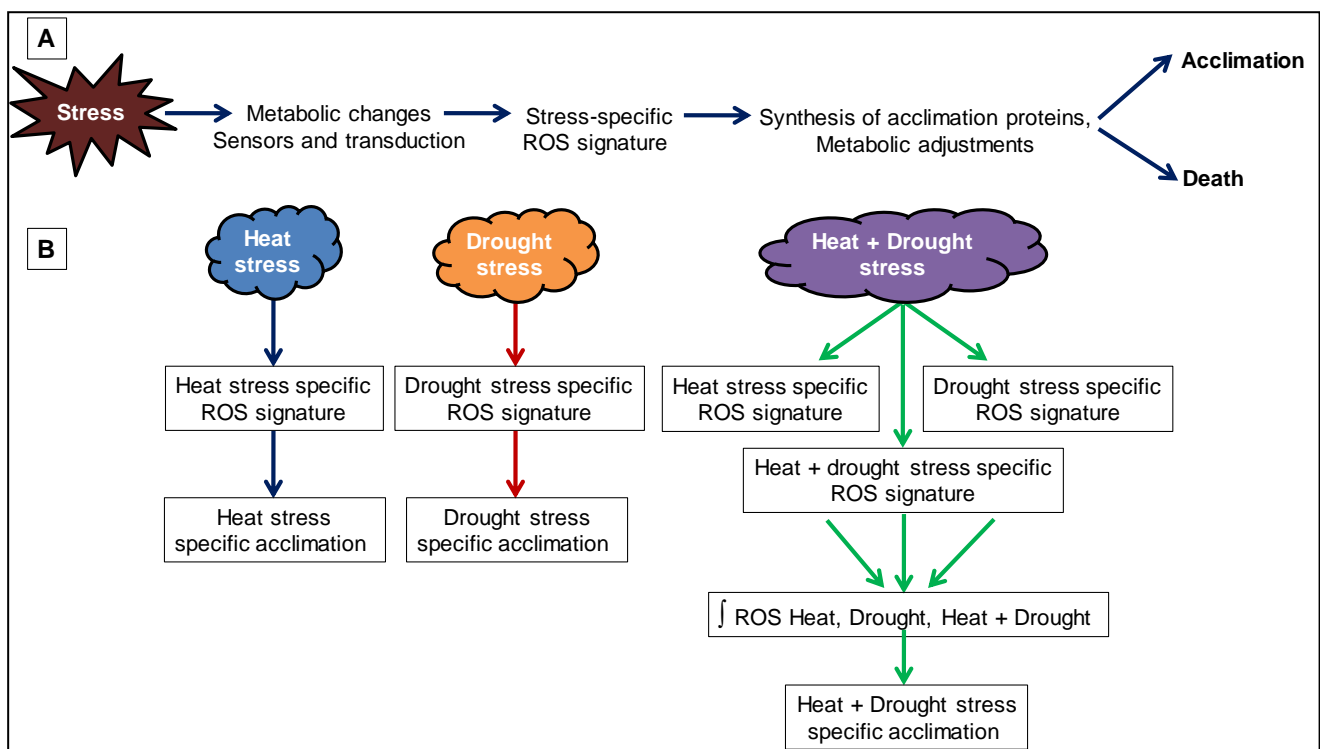 A
Stress
Metabolic changes
Sensors and transduction
Stress-specific
ROS signature
Synthesis of acclimation proteins,
Metabolic adjustments
Acclimation
Death
B
Heat
stress
Drought
stress
Heat + Drought
stress
Heat stress specific
ROS signature
Drought stress specific
ROS signature
Heat stress specific
ROS signature
Drought stress specific
ROS signature
Heat + drought stress specific
ROS signature
Heat stress
specific acclimation
Drought stress
specific acclimation
∫ ROS Heat, Drought, Heat + Drought
Heat + Drought stress
specific acclimation